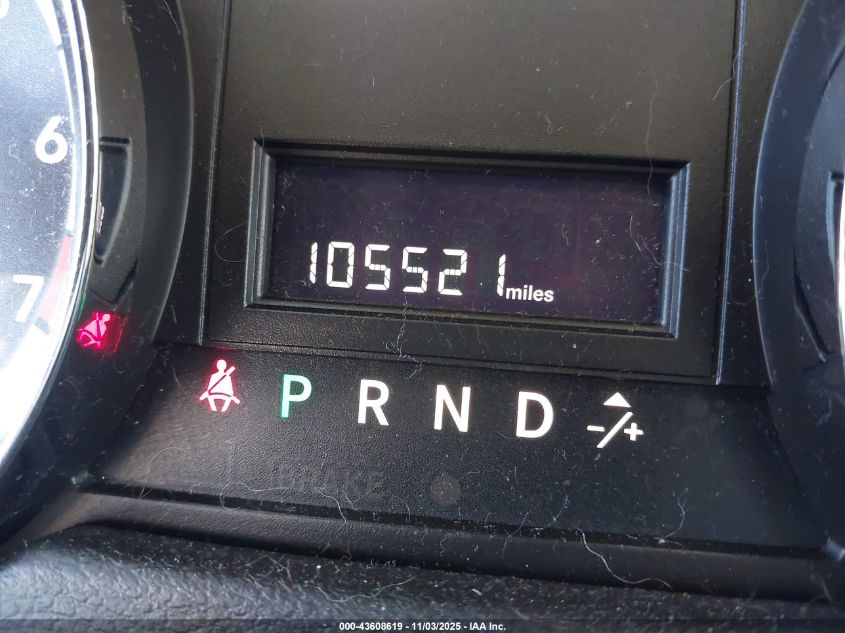 6
7
105521 miles
P R N D -/+
BRAKE
000-43608619 - 11/03/2025 - IAA Inc.